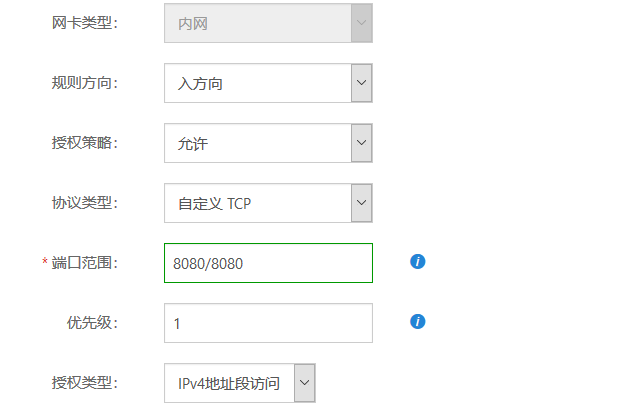 网卡类型： 内网
规则方向： 入方向
授权策略： 允许
协议类型： 自定义 TCP
* 端口范围： 8080/8080
优先级： 1
授权类型： IPv4地址段访问